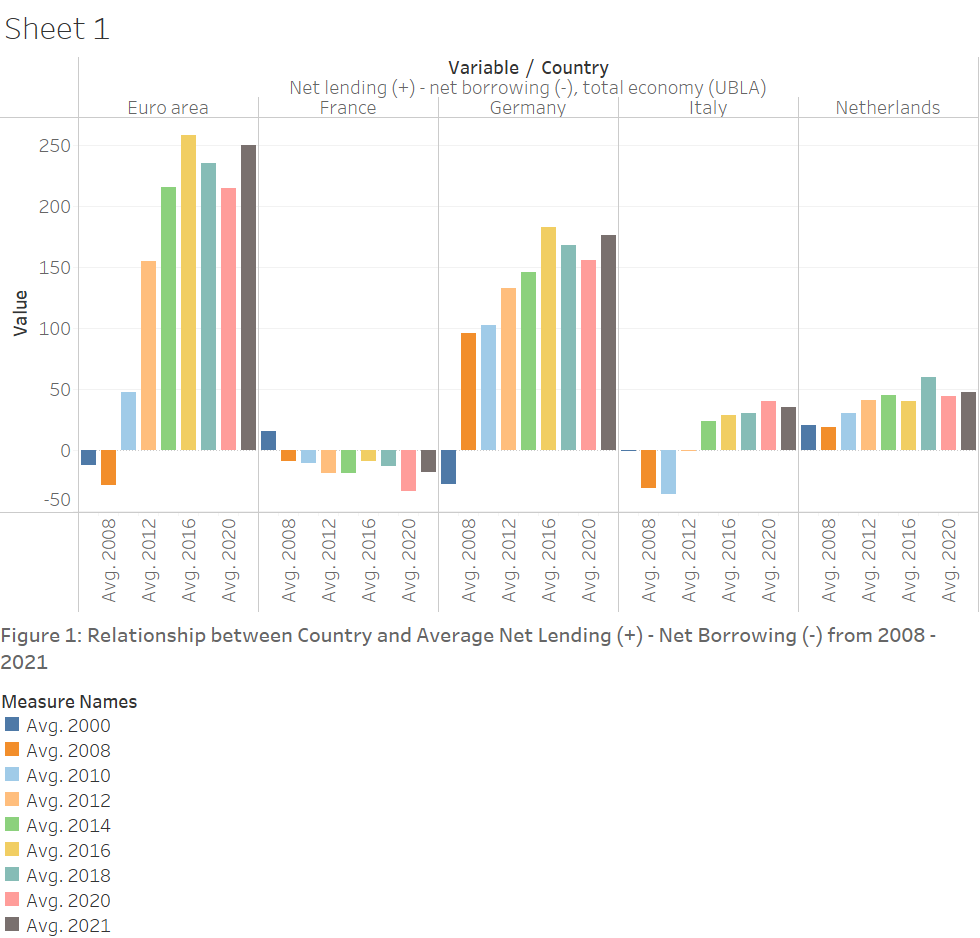 Sheet 1
Variable / Country
Net lending (+) - net borrowing (-), total economy (UBLA)
Euro area France Germany Italy Netherlands
250
200
150
100
50
0
-50
Value
Avg. 2008 Avg. 2012 Avg. 2016 Avg. 2020 Avg. 2008 Avg. 2012 Avg. 2016 Avg. 2020 Avg. 2008 Avg. 2012 Avg. 2016 Avg. 2020 Avg. 2008 Avg. 2012 Avg. 2016 Avg. 2020 Avg. 2008 Avg. 2012 Avg. 2016 Avg. 2020
Figure 1: Relationship between Country and Average Net Lending (+) - Net Borrowing (-) from 2008 -
2021
Measure Names
Avg. 2000
Avg. 2008
Avg. 2010
Avg. 2012
Avg. 2014
Avg. 2016
Avg. 2018
Avg. 2020
Avg. 2021